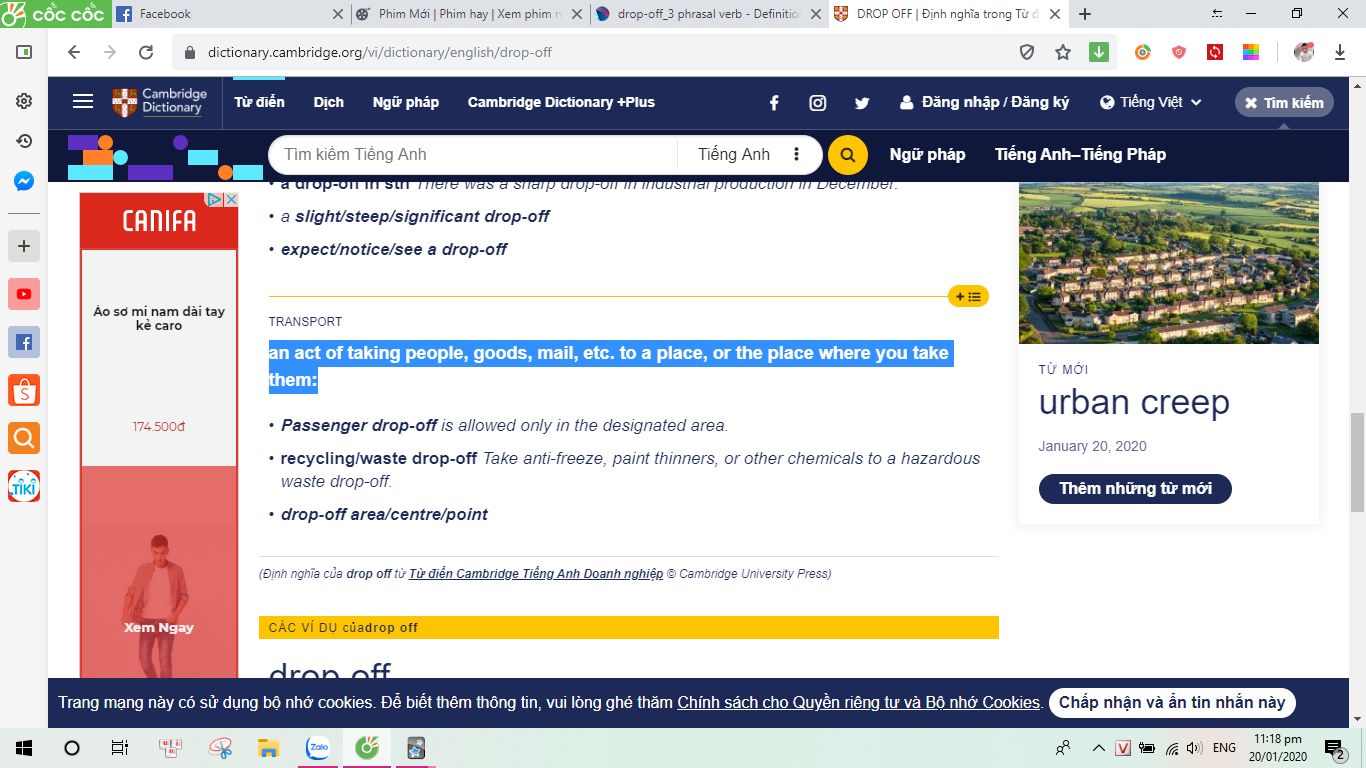 cốc cốc
Facebook
Phim Mới | Phim hay | Xem phim n
drop-off_3 phrasal verb - Definitio
DROP OFF | Định nghĩa trong Từ đ
dictionary.cambridge.org/vi/dictionary/english/drop-off
Cambridge
Dictionary
Từ điển
Dịch
Ngữ pháp
Cambridge Dictionary +Plus
Đăng nhập / Đăng ký
Tiếng Việt
Tìm kiếm
Tìm kiếm Tiếng Anh
Tiếng Anh
Ngữ pháp
Tiếng Anh–Tiếng Pháp
• a drop-off in sth There was a sharp drop-off in industrial production in December.
• a slight/steep/significant drop-off
• expect/notice/see a drop-off
TRANSPORT
an act of taking people, goods, mail, etc. to a place, or the place where you take
them:
• Passenger drop-off is allowed only in the designated area.
• recycling/waste drop-off Take anti-freeze, paint thinners, or other chemicals to a hazardous
waste drop-off.
• drop-off area/centre/point
(Định nghĩa của drop off từ Từ điển Cambridge Tiếng Anh Doanh nghiệp © Cambridge University Press)
CÁC VÍ DỤ củadrop off
drop off
CANIFA
Áo sơ mi nam dài tay
kẻ caro
174.500đ
Xem Ngay
TỪ MỚI
urban creep
January 20, 2020
Thêm những từ mới
TIKI
Trang mạng này có sử dụng bộ nhớ cookies. Để biết thêm thông tin, vui lòng ghé thăm Chính sách cho Quyền riêng tư và Bộ nhớ Cookies.
Chấp nhận và ẩn tin nhắn này
Zalo
V
ENG
11:18 pm
20/01/2020
2